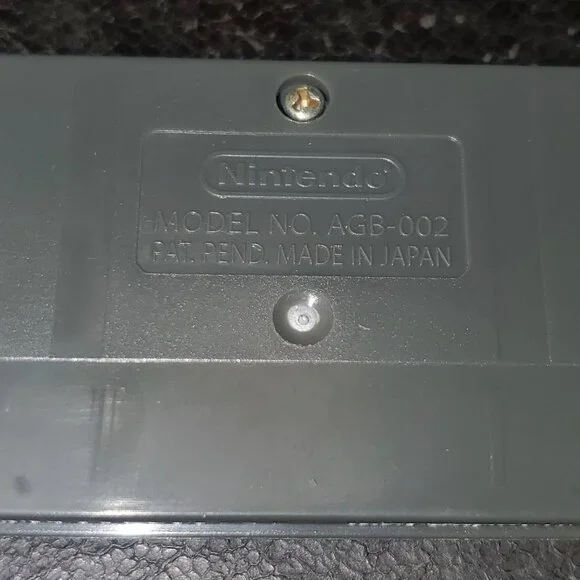 Nintendo
MODEL NO. AGB-002
PAT. PEND. MADE IN JAPAN